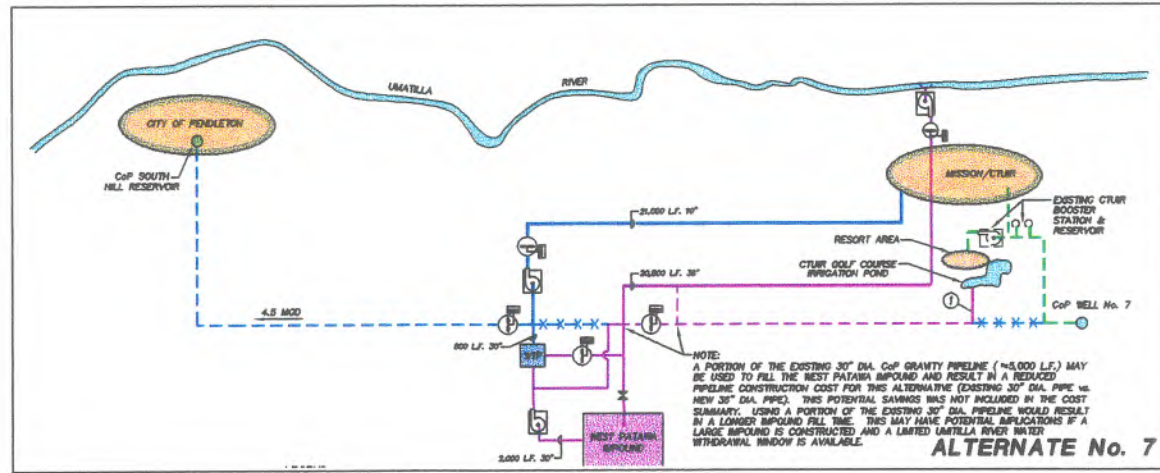 UMATILLA
RIVER
CITY OF PENDLETON
CoP SOUTH
HILL RESERVOIR
MISSION/CTUIR
21,000 L.F. 10"
EXISTING CTUIR
BOOSTER
STATION &
RESERVOIR
RESORT AREA
CTUIR GOLF COURSE
IRRIGATION POND
20,800 L.F. 36"
1
CoP WELL No. 7
4.5 MGD
600 L.F. 30"
WTP
NOTE:
A PORTION OF THE EXISTING 30" DIA. CoP GRAVITY PIPELINE (≈5,000 L.F.) MAY
BE USED TO FILL THE WEST PATAWA IMPOUND AND RESULT IN A REDUCED
PIPELINE CONSTRUCTION COST FOR THIS ALTERNATIVE (EXISTING 30" DIA. PIPE vs.
NEW 36" DIA. PIPE). THIS POTENTIAL SAVINGS WAS NOT INCLUDED IN THE COST
SUMMARY. USING A PORTION OF THE EXISTING 30" DIA. PIPELINE WOULD RESULT
IN A LONGER IMPOUND FILL TIME. THIS MAY HAVE POTENTIAL IMPLICATIONS IF A
LARGE IMPOUND IS CONSTRUCTED AND A LIMITED UMATILLA RIVER WATER
WITHDRAWAL WINDOW IS AVAILABLE.
WEST PATAWA
IMPOUND
2,000 L.F. 30"
ALTERNATE No. 7